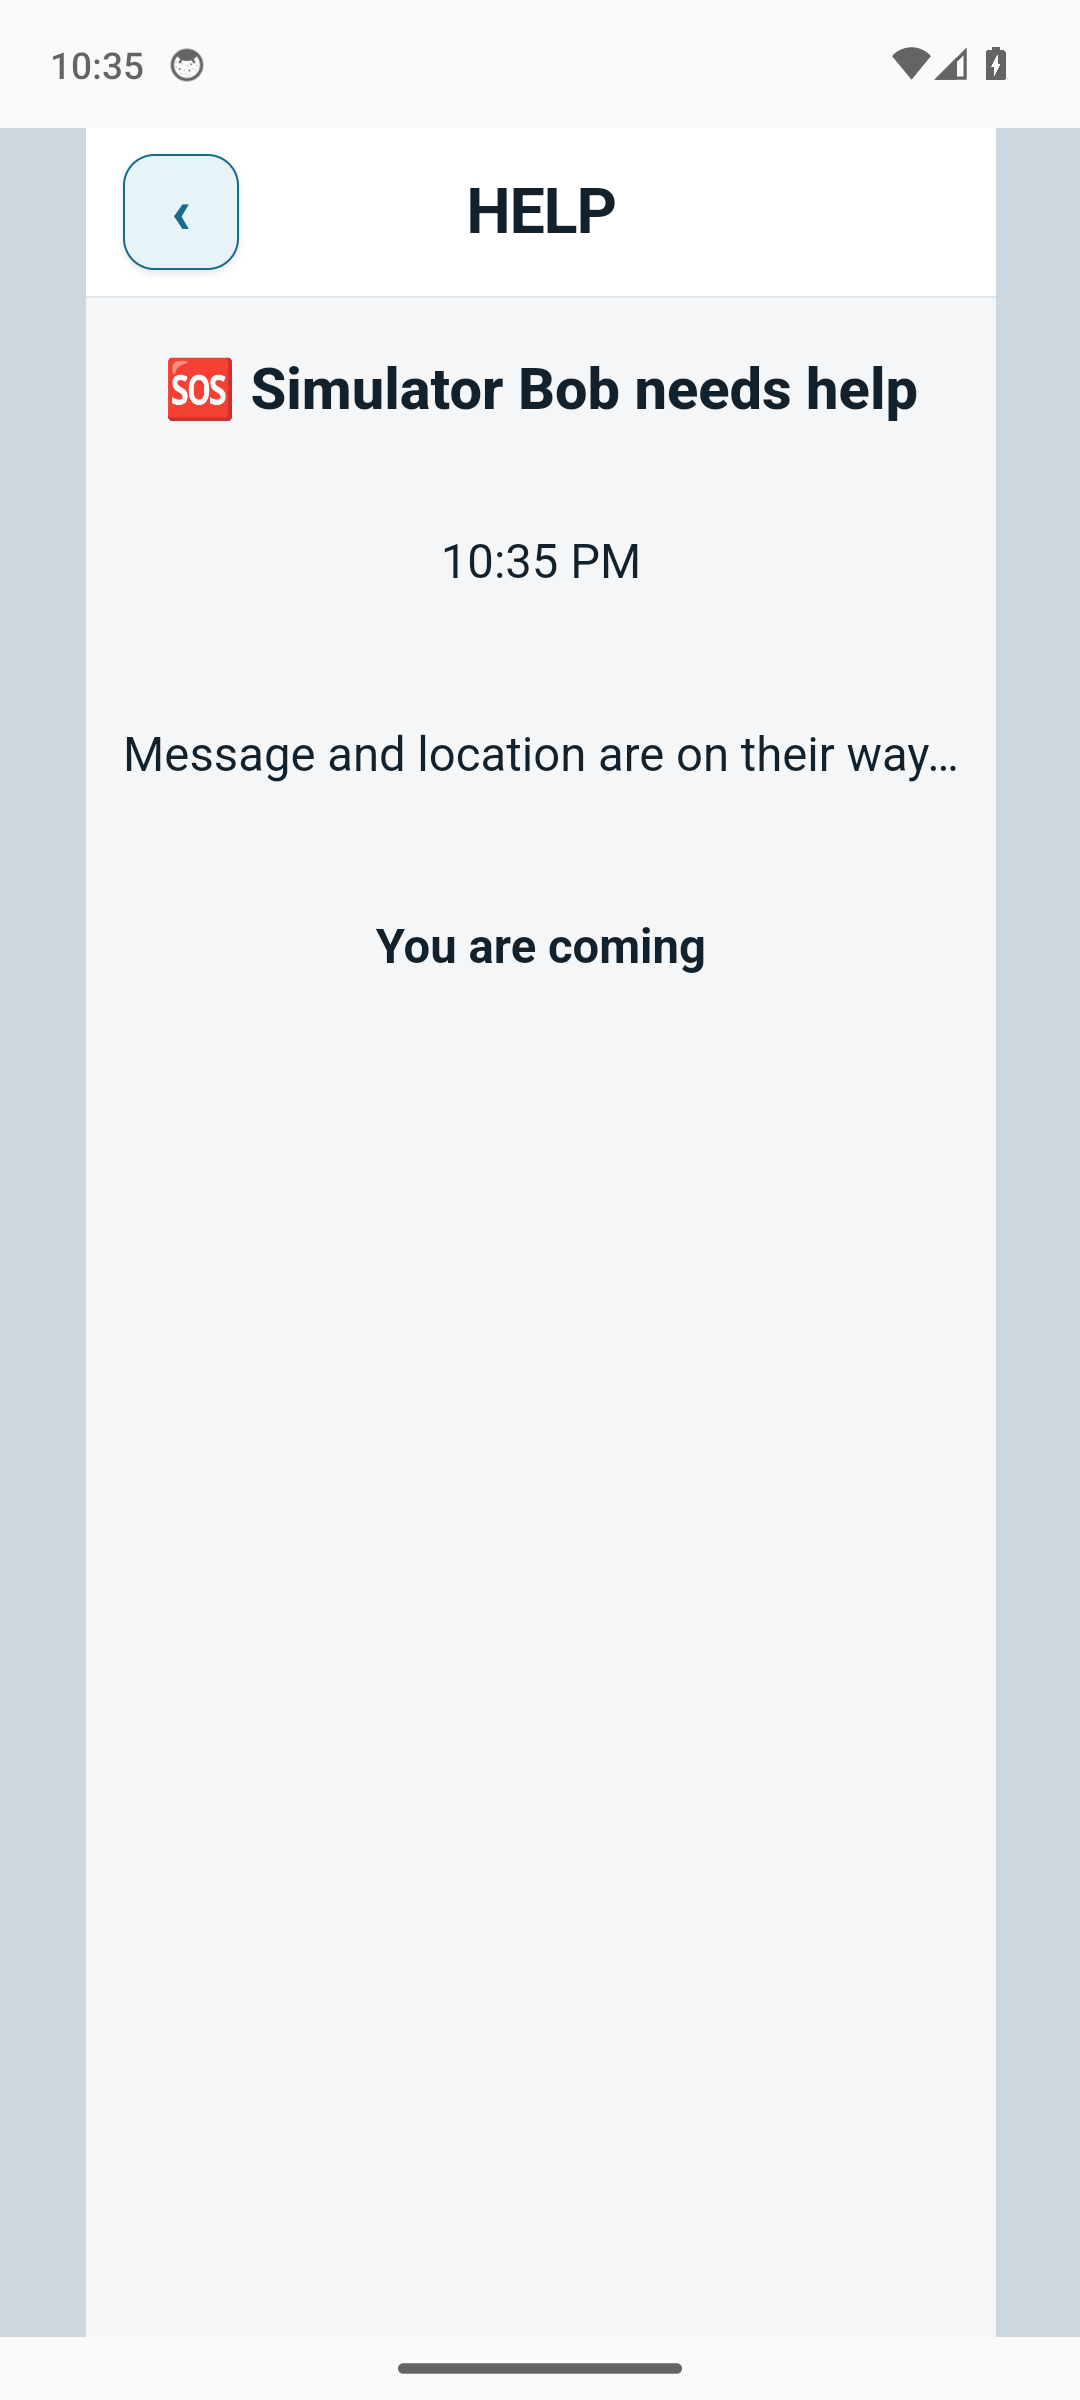 10:35
‹
HELP
🆘 Simulator Bob needs help
10:35 PM
Message and location are on their way…
You are coming